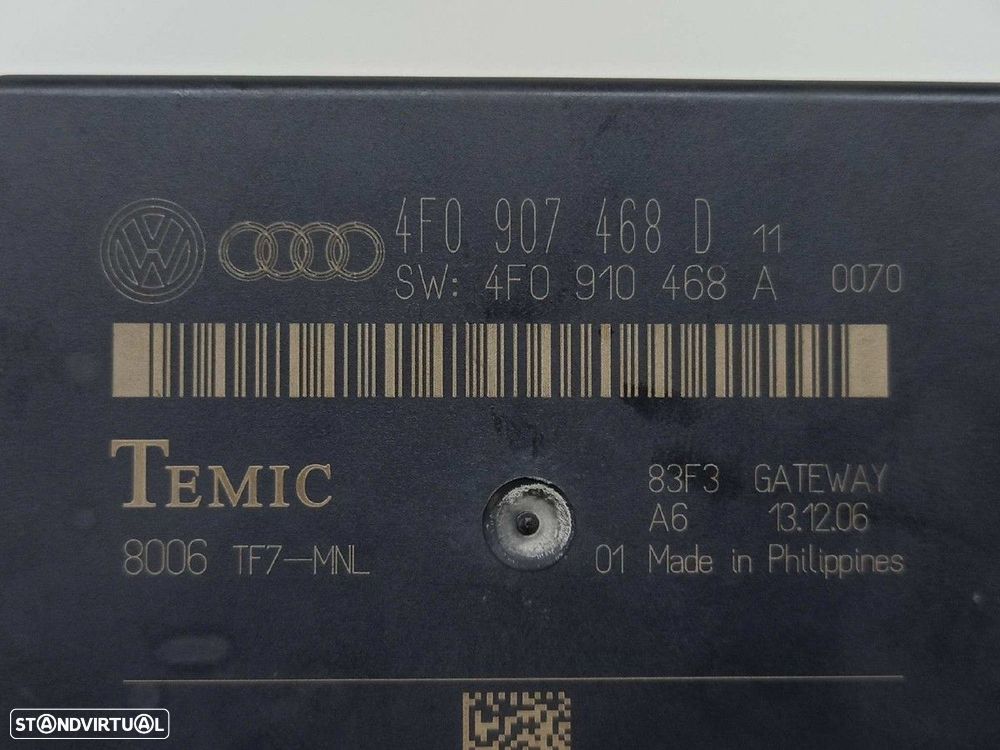 4F0 907 468 D 11
SW: 4F0 910 468 A 0070
TEMIC
83F3 GATEWAY
A6 13.12.06
8006 TF7-MNL
01 Made in Philippines
STANDVIRTUAL